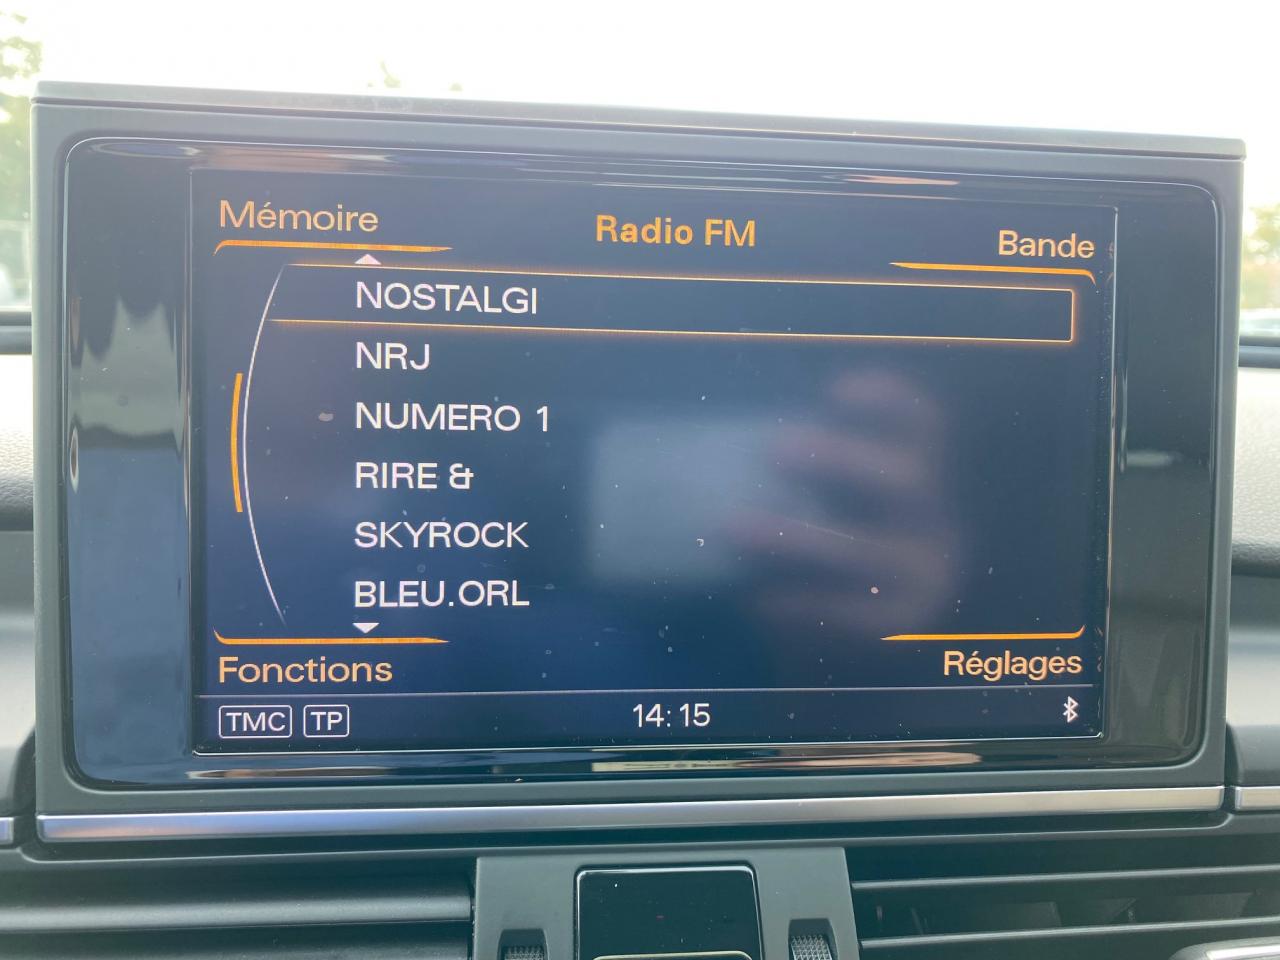 Mémoire
Radio FM
Bande
NOSTALGI
NRJ
NUMERO 1
RIRE &
SKYROCK
BLEU.ORL
Fonctions
Réglages
TMC TP
14:15